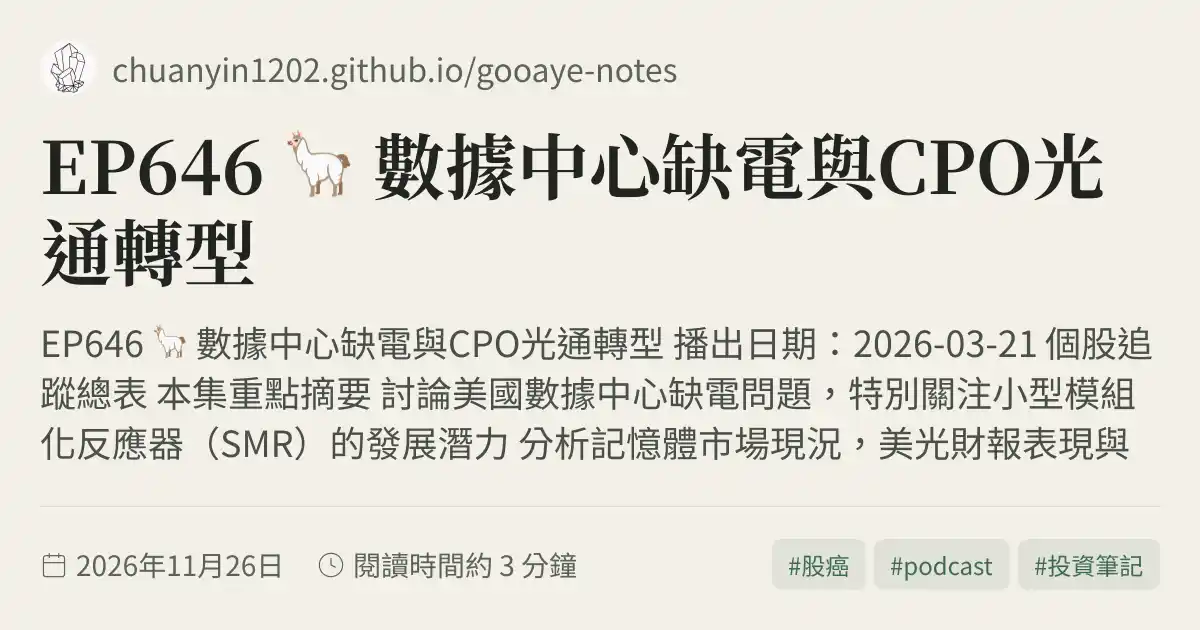 chuanyin1202.github.io/gooaye-notes
EP646 🦙 數據中心缺電與CPO光
通轉型
EP646 🦙 數據中心缺電與CPO光通轉型 播出日期：2026-03-21 個股追
蹤總表 本集重點摘要 討論美國數據中心缺電問題，特別關注小型模組
化反應器（SMR）的發展潛力 分析記憶體市場現況，美光財報表現與
2026年11月26日
閱讀時間約 3 分鐘
#股癌
#podcast
#投資筆記